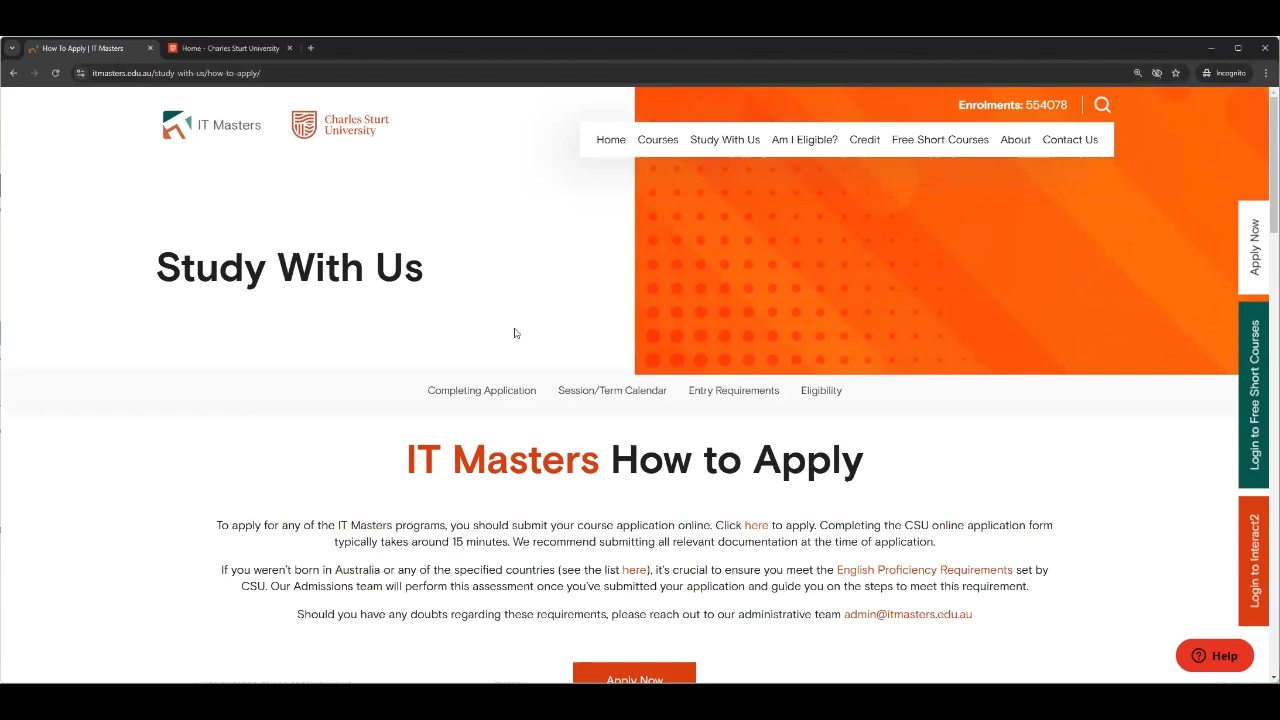 How To Apply | IT Masters
Home - Charles Sturt University
itmasters.edu.au/study-with-us/how-to-apply/
Incognito
IT Masters
Charles Sturt
University
Enrolments: 554078
Home Courses Study With Us Am I Eligible? Credit Free Short Courses About Contact Us
Study With Us
Apply Now
Login to Free Short Courses
Login to Interact2
Completing Application Session/Term Calendar Entry Requirements Eligibility
IT Masters How to Apply
To apply for any of the IT Masters programs, you should submit your course application online. Click here to apply. Completing the CSU online application form
typically takes around 15 minutes. We recommend submitting all relevant documentation at the time of application.
If you weren't born in Australia or any of the specified countries (see the list here), it's crucial to ensure you meet the English Proficiency Requirements set by
CSU. Our Admissions team will perform this assessment once you've submitted your application and guide you on the steps to meet this requirement.
Should you have any doubts regarding these requirements, please reach out to our administrative team admin@itmasters.edu.au
Help
Apply Now